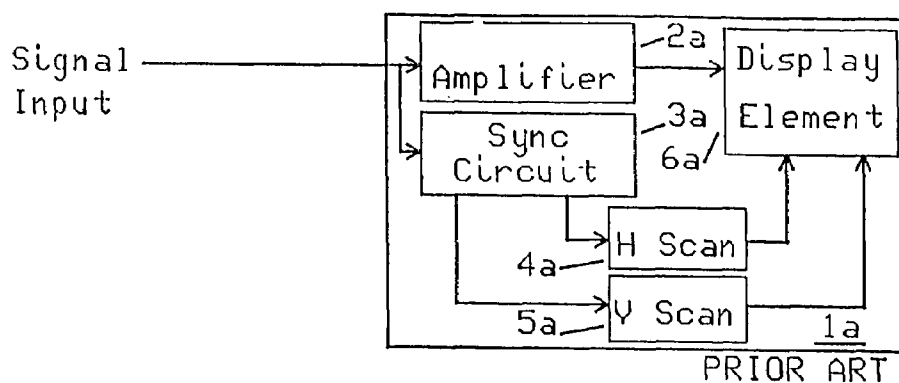 Signal
Input
Amplifier
2a
Display
Element
Sync
Circuit
3a
6a
H Scan
4a
V Scan
5a
1a
PRIOR ART